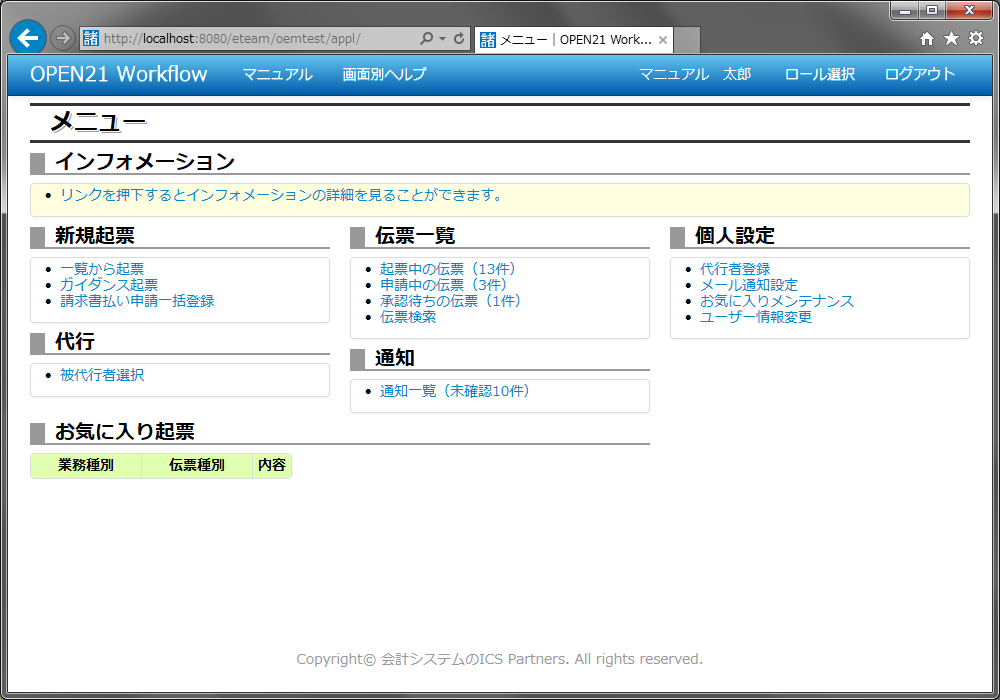 諸 http://localhost:8080/eteam/oemtest/appl/
諸 メニュー | OPEN21 Work...
OPEN21 Workflow マニュアル 画面別ヘルプ マニュアル 太郎 ロール選択 ログアウト
メニュー
インフォメーション
リンクを押下するとインフォメーションの詳細を見ることができます。
新規起票
一覧から起票
ガイダンス起票
請求書払い申請一括登録
代行
被代行者選択
伝票一覧
起票中の伝票（13件）
申請中の伝票（3件）
承認待ちの伝票（1件）
伝票検索
通知
通知一覧（未確認10件）
個人設定
代行者登録
メール通知設定
お気に入りメンテナンス
ユーザー情報変更
お気に入り起票
業務種別 伝票種別 内容
Copyright© 会計システムのICS Partners. All rights reserved.